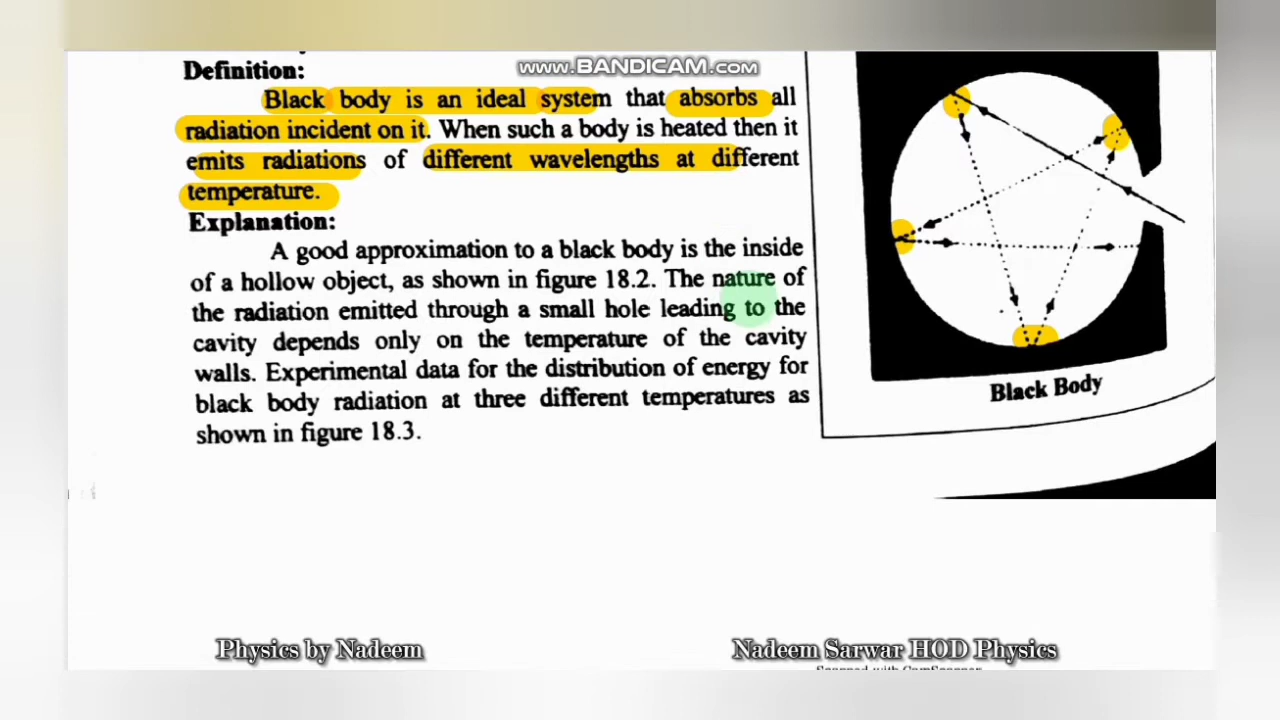 www.BANDICAM.com
Definition:
Black body is an ideal system that absorbs all
radiation incident on it. When such a body is heated then it
emits radiations of different wavelengths at different
temperature.
Explanation:
A good approximation to a black body is the inside
of a hollow object, as shown in figure 18.2. The nature of
the radiation emitted through a small hole leading to the
cavity depends only on the temperature of the cavity
walls. Experimental data for the distribution of energy for
black body radiation at three different temperatures as
shown in figure 18.3.
Black Body
Physics by Nadeem
Nadeem Sarwar HOD Physics
Scanned with CamScanner